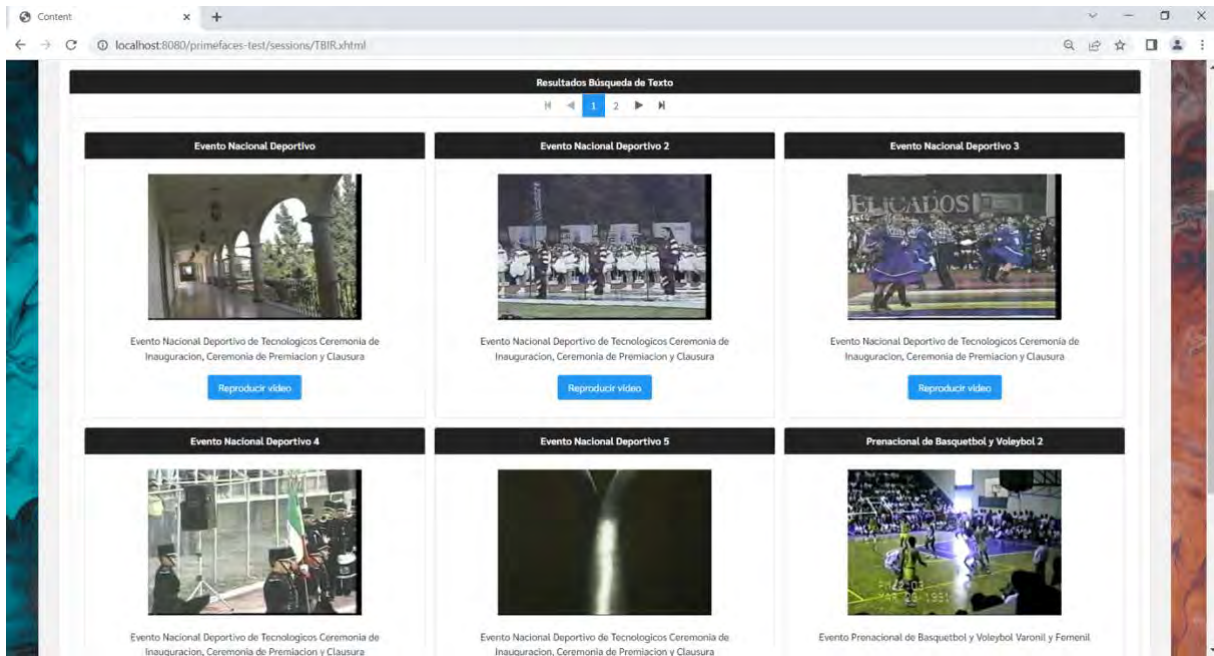 Content
localhost:8080/primefaces-test/sessions/TBIR.xhtml
Resultados Búsqueda de Texto
1 2
Evento Nacional Deportivo
Evento Nacional Deportivo 2
Evento Nacional Deportivo 3
DELICADOS
Evento Nacional Deportivo de Tecnologicos Ceremonia de
Inauguracion, Ceremonia de Premiacion y Clausura
Evento Nacional Deportivo de Tecnologicos Ceremonia de
Inauguracion, Ceremonia de Premiacion y Clausura
Evento Nacional Deportivo de Tecnologicos Ceremonia de
Inauguracion, Ceremonia de Premiacion y Clausura
Reproducir vídeo
Reproducir vídeo
Reproducir vídeo
Evento Nacional Deportivo 4
Evento Nacional Deportivo 5
Prenacional de Basquetbol y Voleybol 2
Evento Nacional Deportivo de Tecnologicos Ceremonia de
Inauguracion, Ceremonia de Premiacion y Clausura
Evento Nacional Deportivo de Tecnologicos Ceremonia de
Inauguracion, Ceremonia de Premiacion y Clausura
Evento Prenacional de Basquetbol y Voleybol Varonil y Femenil